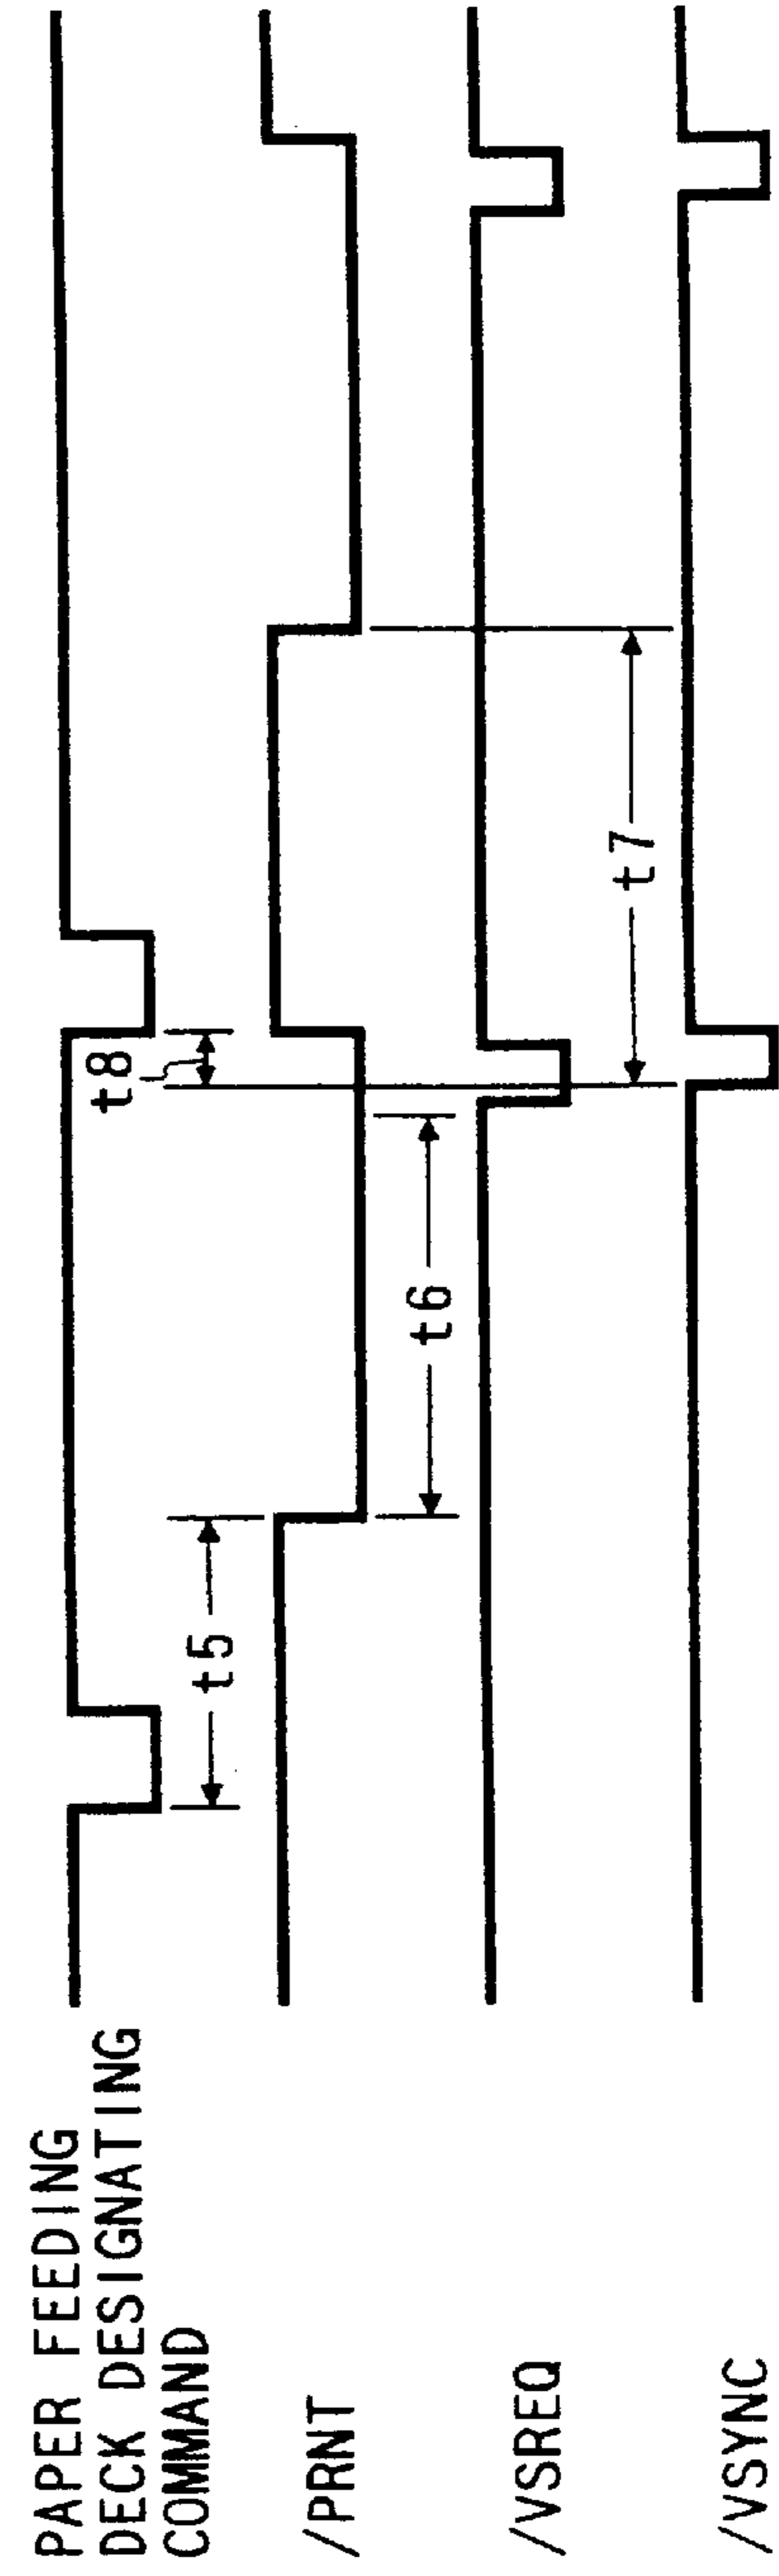 PAPER FEEDING
DECK DESIGNATING
COMMAND
t8
t5
/PRNT
t6
/VSREQ
t7
/VSYNC